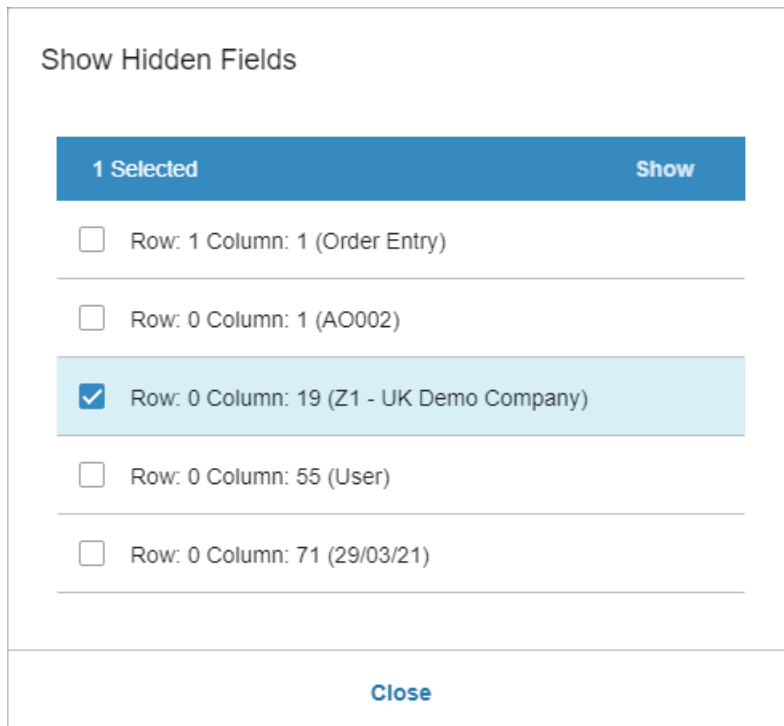 Show Hidden Fields
1 Selected Show
Row: 1 Column: 1 (Order Entry)
Row: 0 Column: 1 (AO002)
Row: 0 Column: 19 (Z1 - UK Demo Company)
Row: 0 Column: 55 (User)
Row: 0 Column: 71 (29/03/21)
Close